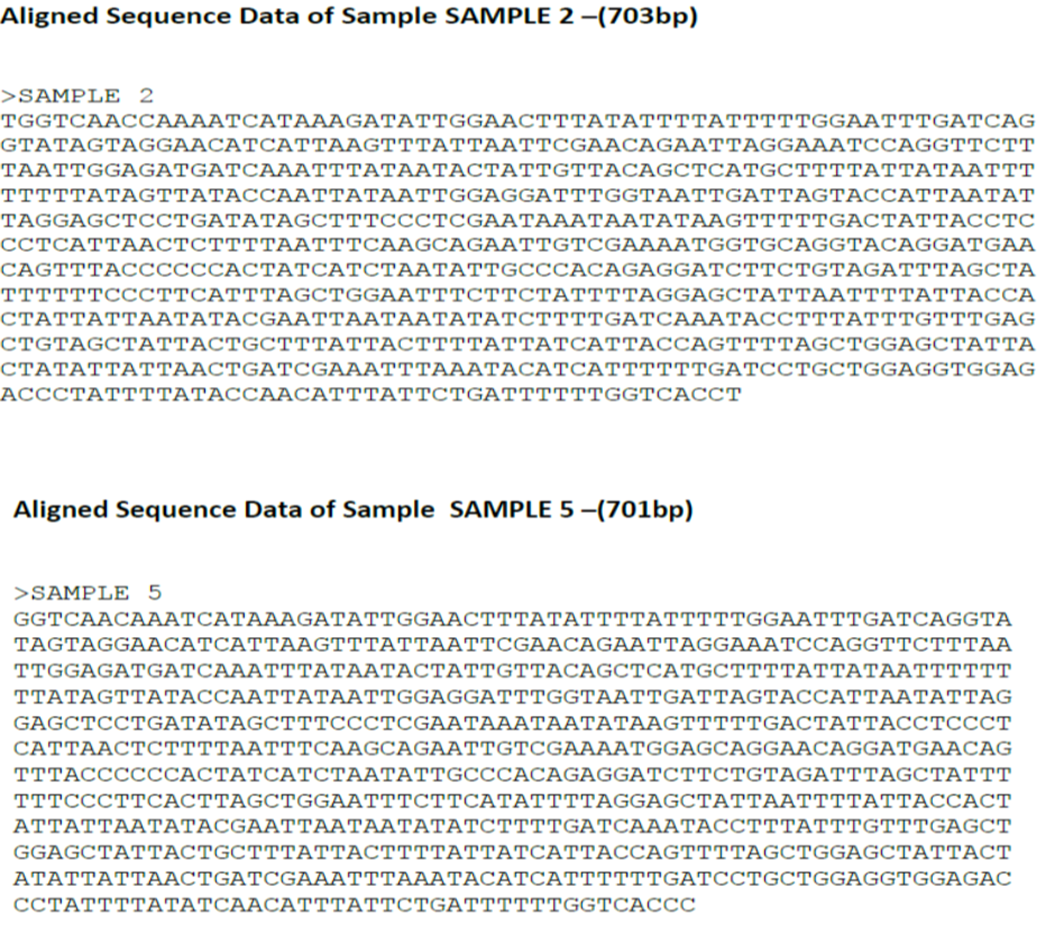 Aligned Sequence Data of Sample SAMPLE 2 –(703bp)
>SAMPLE 2
TGGTCAACCAAAATCATAAAGATATTGGAACTTTATATTTTATTTTTGGAATTTGATCAG
GTATAGTAGGAACATCATTAAGTTTATTAATTCGAACAGAATTAGGAAATCCAGGTTCTT
TAATTGGAGATGATCAAATTTATAATACTATTGTTACAGCTCATGCTTTTATTATAATTT
TTTTTATAGTTATACCAATTATAATTGGAGGATTTGGTAATTGATTAGTACCATTAATAT
TAGGAGCTCCTGATATAGCTTTCCCTCGAATAAATAATATAAGTTTTTGACTATTACCTC
CCTCATTAACTCTTTTAATTTCAAGCAGAATTGTCGAAAATGGTGCAGGTACAGGATGAA
CAGTTTACCCCCCACTATCATCTAATATTGCCCACAGAGGATCTTCTGTAGATTTAGCTA
TTTTTTCCCTTCATTTAGCTGGAATTTCTTCTATTTTAGGAGCTATTAATTTTATTACCA
CTATTATTAATATACGAATTAATAATATATCTTTTGATCAAATACCTTTATTTGTTTGAG
CTGTAGCTATTACTGCTTTATTACTTTTATTATCATTACCAGTTTTAGCTGGAGCTATTA
CTATATTATTAACTGATCGAAATTTAAATACATCATTTTTTGATCCTGCTGGAGGTGGAG
ACCCTATTTTATACCAACATTTATTCTGATTTTTTGGTCACCT
Aligned Sequence Data of Sample SAMPLE 5 –(701bp)
>SAMPLE 5
GGTCAACAAATCATAAAGATATTGGAACTTTATATTTTATTTTTGGAATTTGATCAGGTA
TAGTAGGAACATCATTAAGTTTATTAATTCGAACAGAATTAGGAAATCCAGGTTCTTTAA
TTGGAGATGATCAAATTTATAATACTATTGTTACAGCTCATGCTTTTATTATAATTTTTT
TTATAGTTATACCAATTATAATTGGAGGATTTGGTAATTGATTAGTACCATTAATATTAG
GAGCTCCTGATATAGCTTTCCCTCGAATAAATAATATAAGTTTTTGACTATTACCTCCCT
CATTAACTCTTTTAATTTCAAGCAGAATTGTCGAAAATGGAGCAGGAACAGGATGAACAG
TTTACCCCCCACTATCATCTAATATTGCCCACAGAGGATCTTCTGTAGATTTAGCTATTT
TTTCCCTTCACTTAGCTGGAATTTCTTCATATTTTAGGAGCTATTAATTTTATTACCACT
ATTATTAATATACGAATTAATAATATATCTTTTGATCAAATACCTTTATTTGTTTGAGCT
GGAGCTATTACTGCTTTATTACTTTTATTATCATTACCAGTTTTAGCTGGAGCTATTACT
ATATTATTAACTGATCGAAATTTAAATACATCATTTTTTGATCCTGCTGGAGGTGGAGAC
CCTATTTTATATCAACATTTATTCTGATTTTTTGGTCACCC